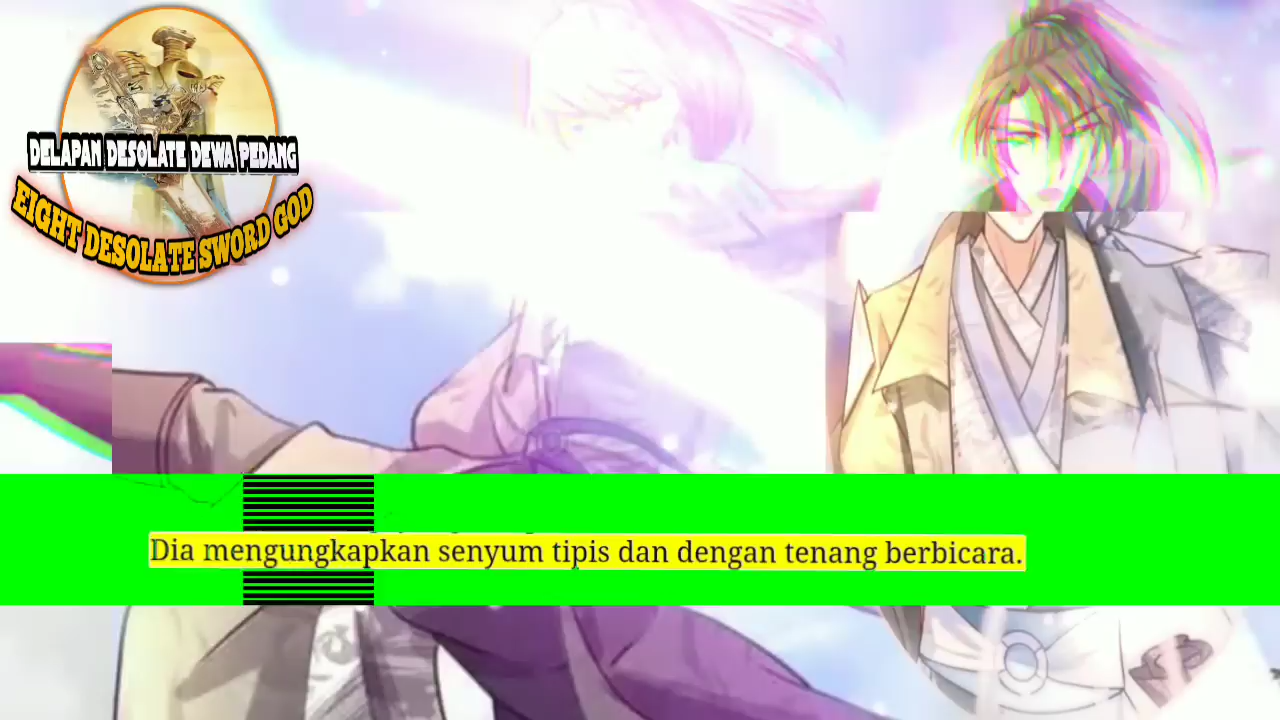 DELAPAN DESOLATE DEWA PEDANG
EIGHT DESOLATE SWORD GOD
Dia mengungkapkan senyum tipis dan dengan tenang berbicara.